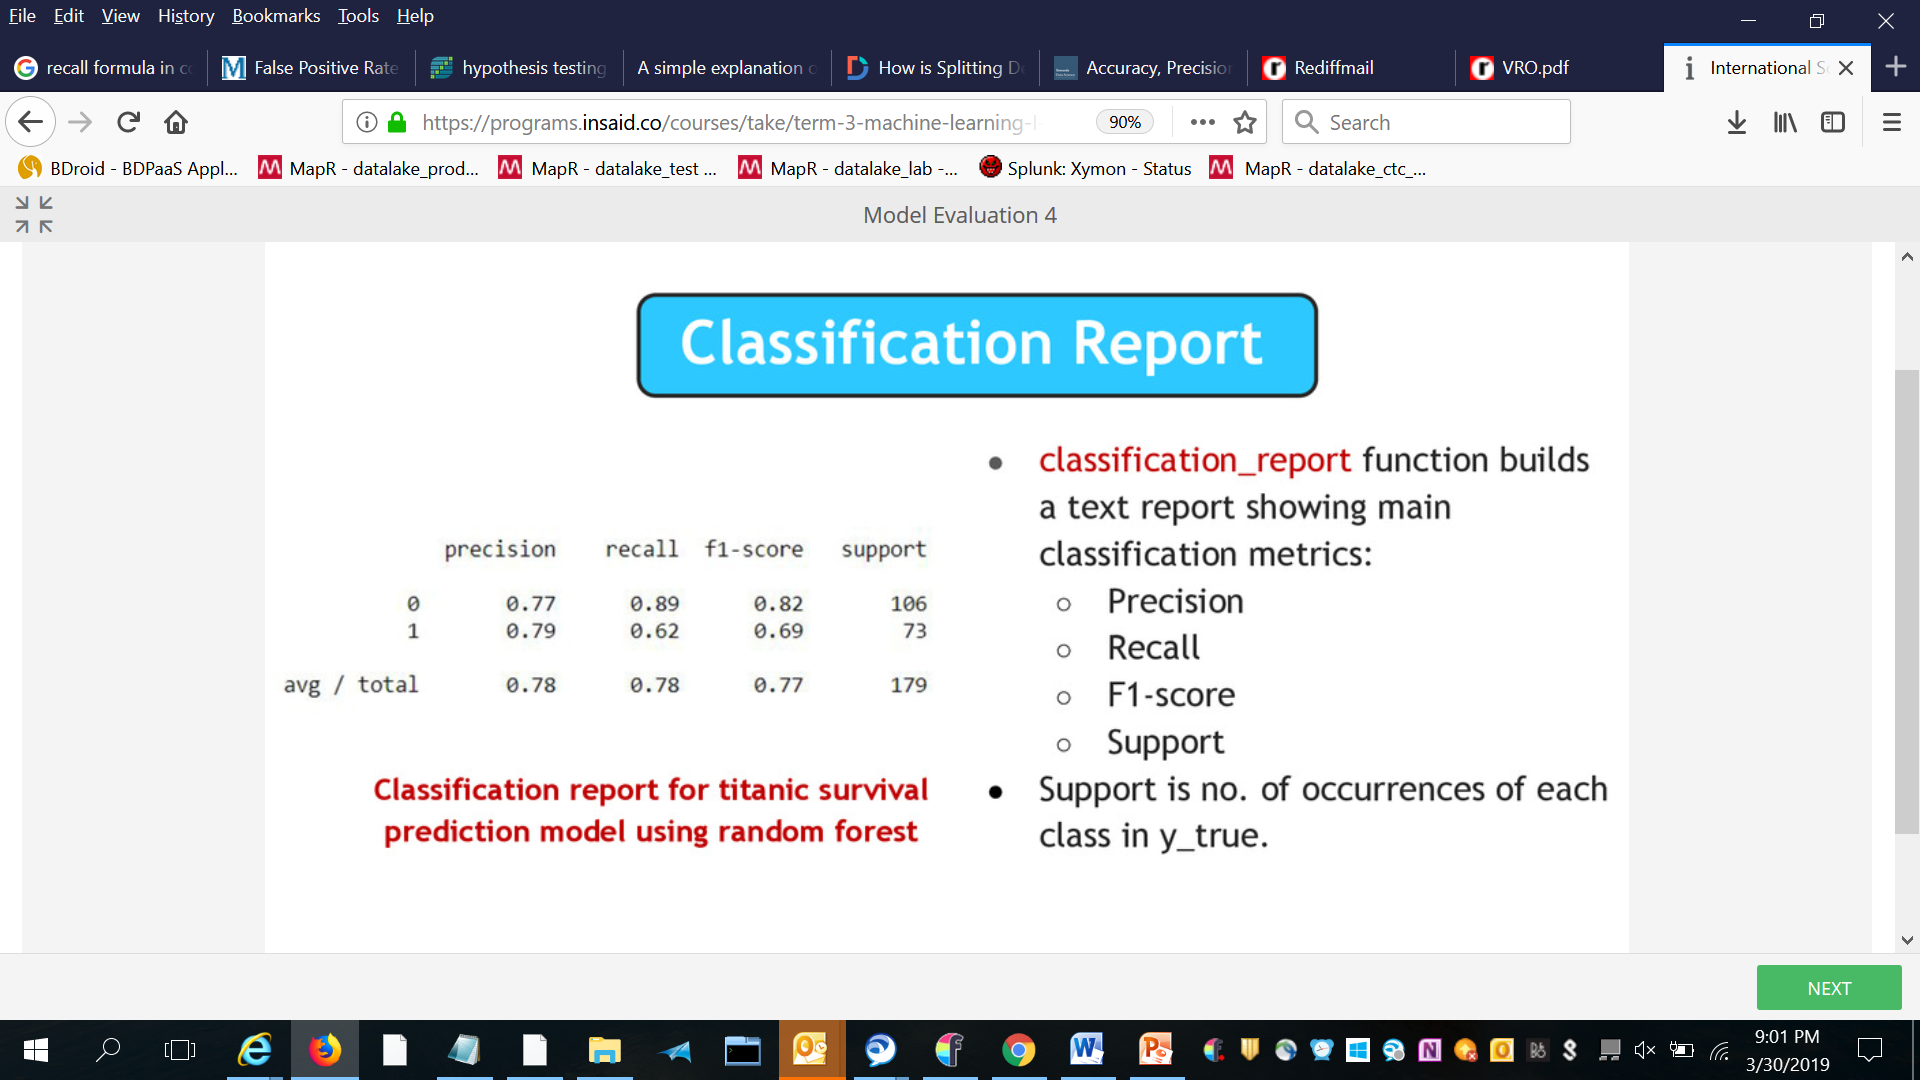 File Edit View History Bookmarks Tools Help
recall formula in c
False Positive Rate
hypothesis testing
A simple explanation o
How is Splitting D
Accuracy, Precisio
Rediffmail
VRO.pdf
International S
https://programs.insaid.co/courses/take/term-3-machine-learning-l
90%
Search
BDroid - BDPaaS Appl...
MapR - datalake_prod...
MapR - datalake_test ...
MapR - datalake_lab -...
Splunk: Xymon - Status
MapR - datalake_ctc_...
Model Evaluation 4
Classification Report
precision recall f1-score support
0 0.77 0.89 0.82 106
1 0.79 0.62 0.69 73
avg / total 0.78 0.78 0.77 179
Classification report for titanic survival
prediction model using random forest
● classification_report function builds
a text report showing main
classification metrics:
○ Precision
○ Recall
○ F1-score
○ Support
● Support is no. of occurrences of each
class in y_true.
NEXT
9:01 PM
3/30/2019